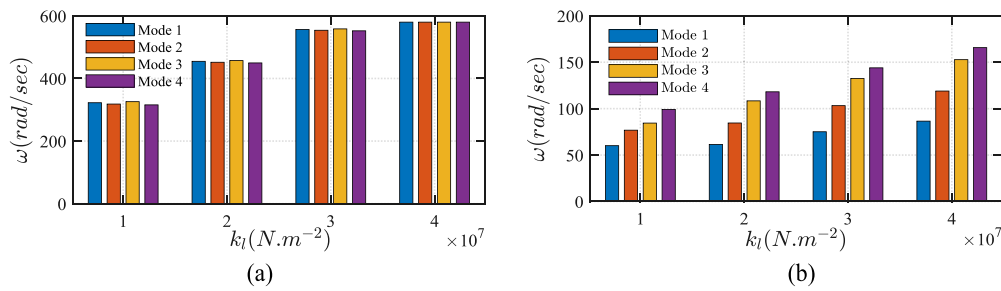 600
400
200
0
ω(rad/sec)
Mode 1
Mode 2
Mode 3
Mode 4
1 2 3 4
k_l(N.m^{-2})
×10^7
(a)
200
150
100
50
0
ω(rad/sec)
Mode 1
Mode 2
Mode 3
Mode 4
1 2 3 4
k_l(N.m^{-2})
×10^7
(b)